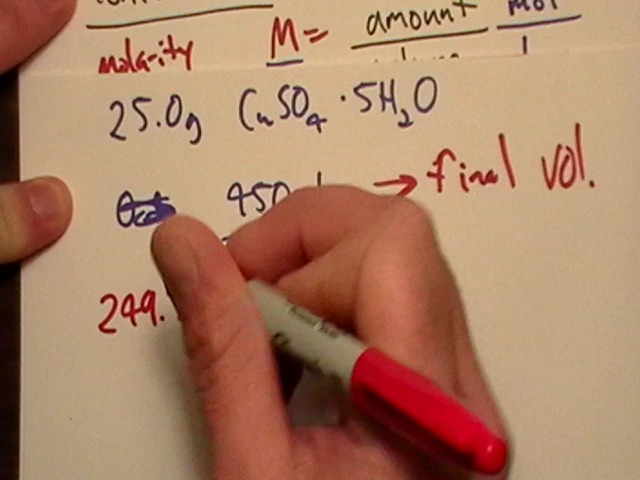 molarity M = amount mol
25.0g CuSO4 · 5H2O
450 → final vol.
249.